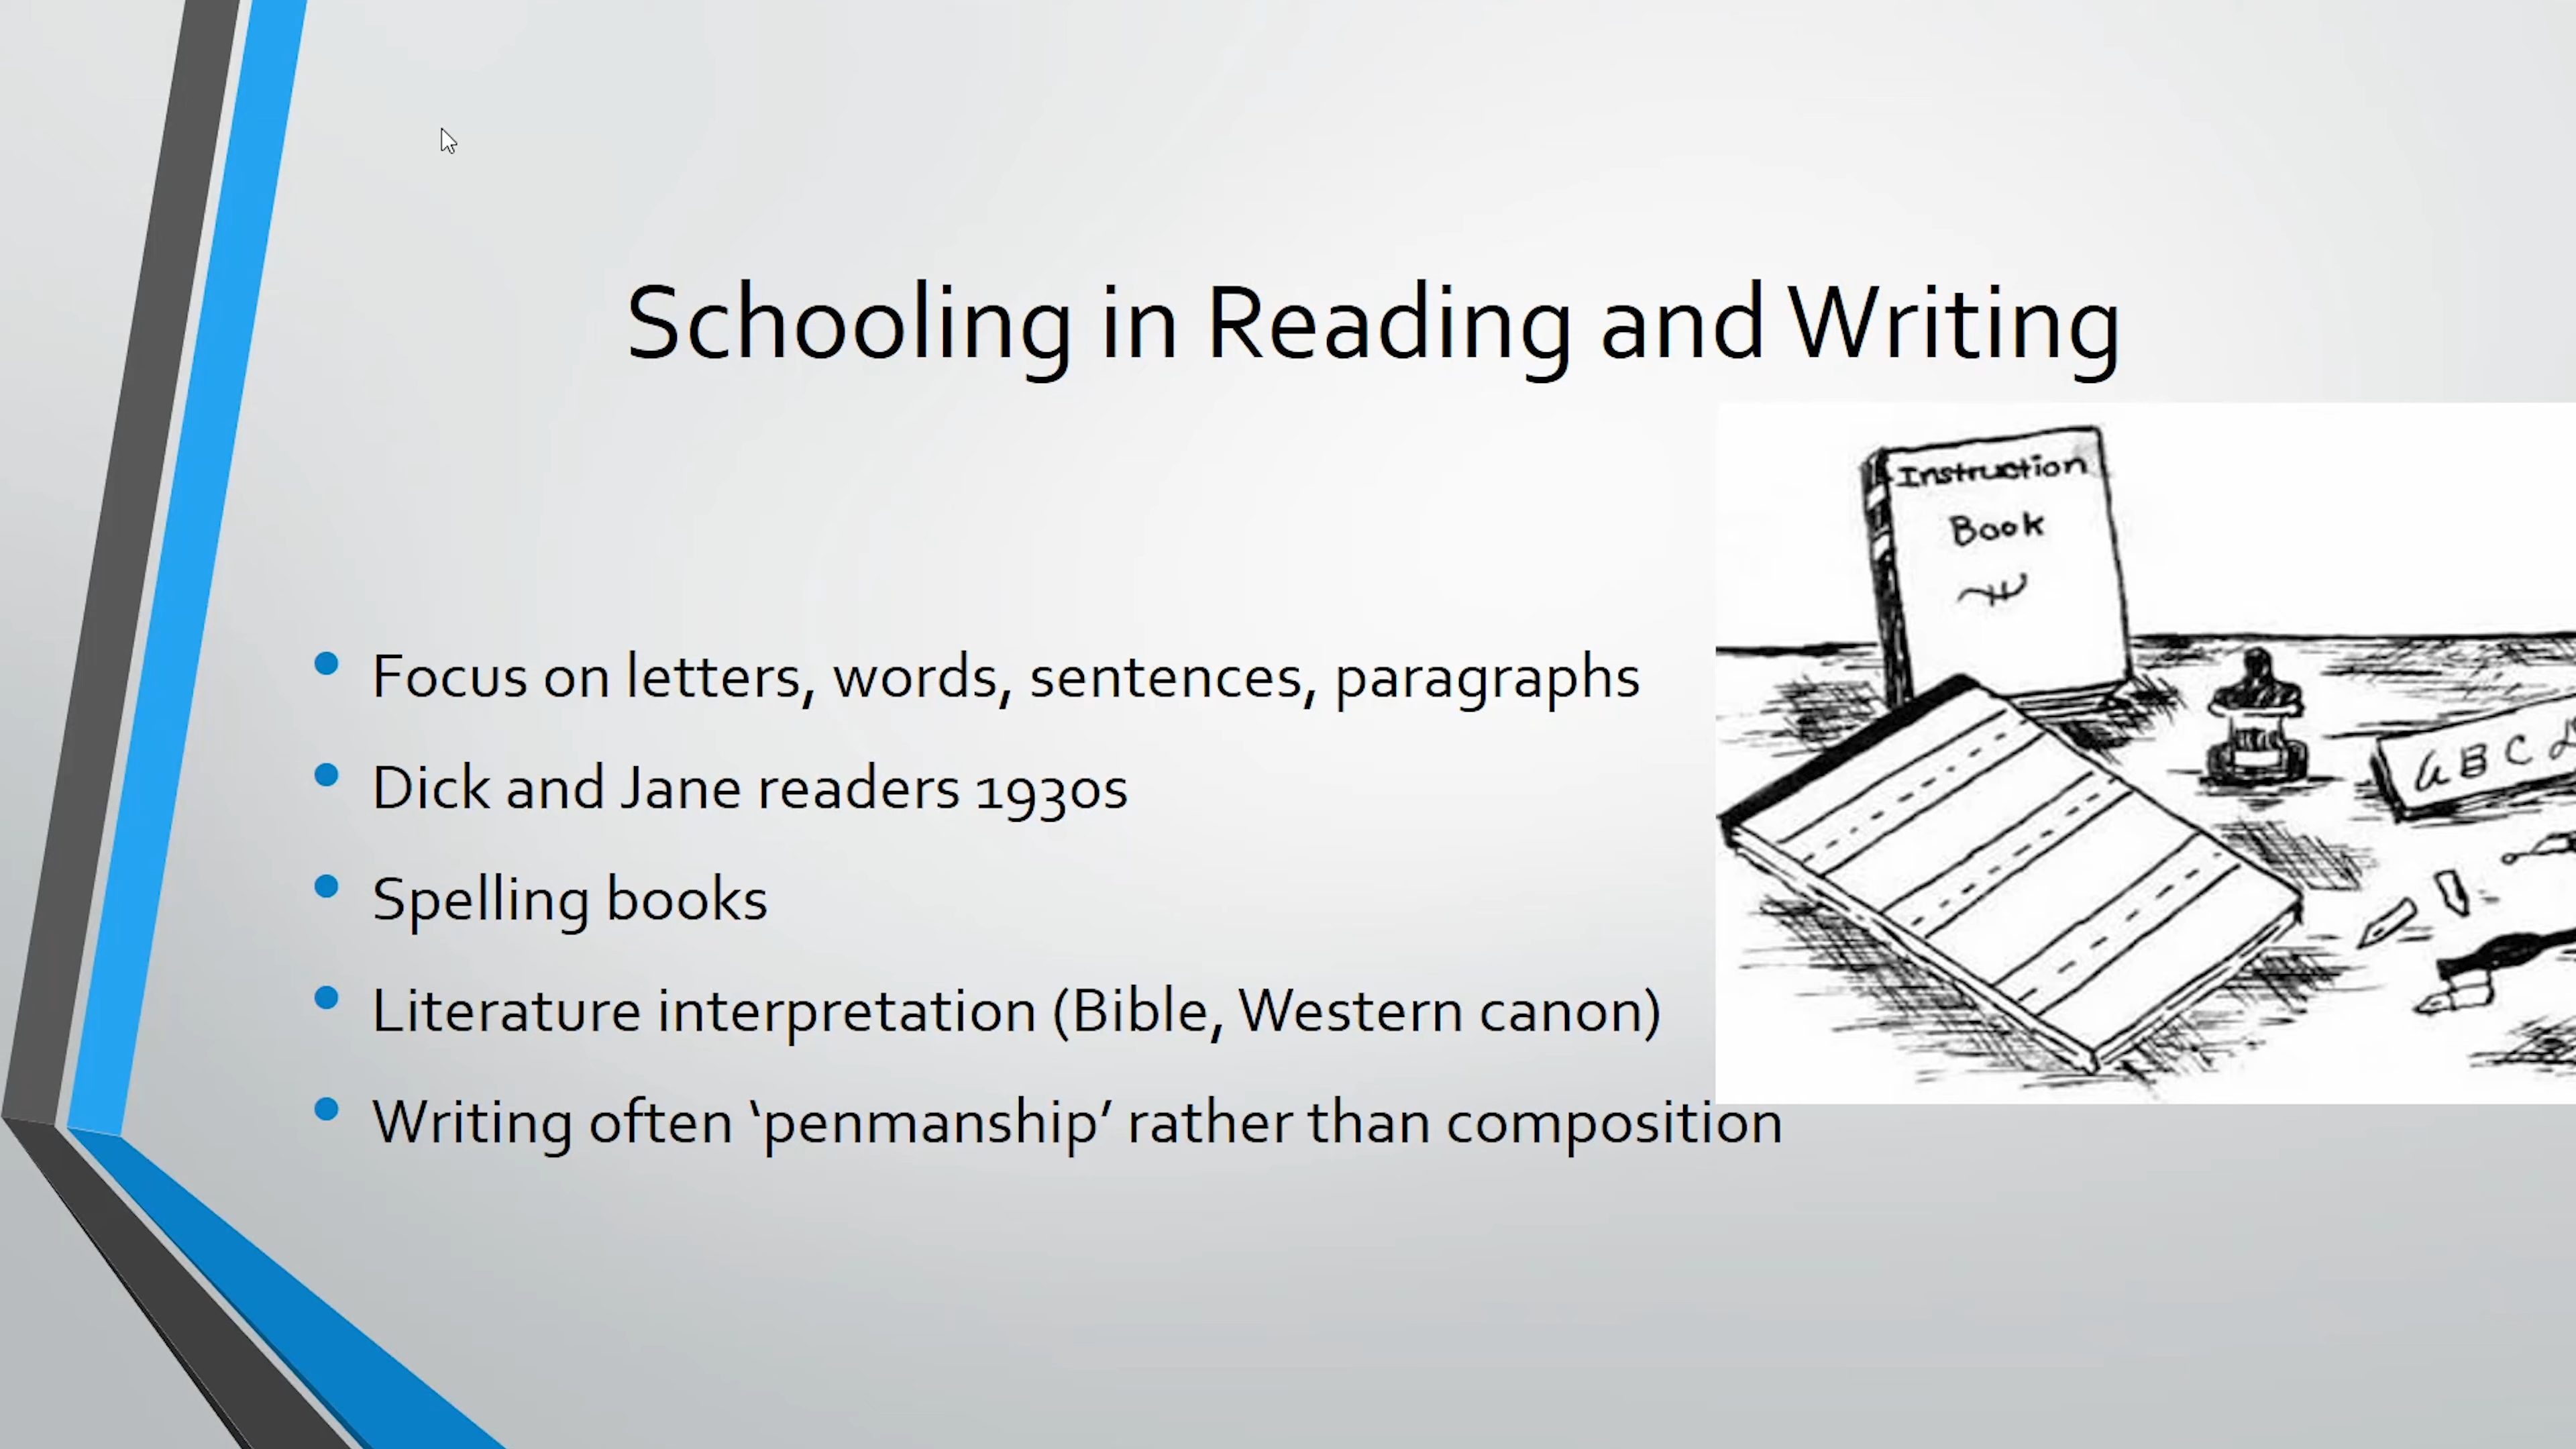 Schooling in Reading and Writing
Instruction
Book
ABCD
• Focus on letters, words, sentences, paragraphs
• Dick and Jane readers 1930s
• Spelling books
• Literature interpretation (Bible, Western canon)
• Writing often ‘penmanship’ rather than composition